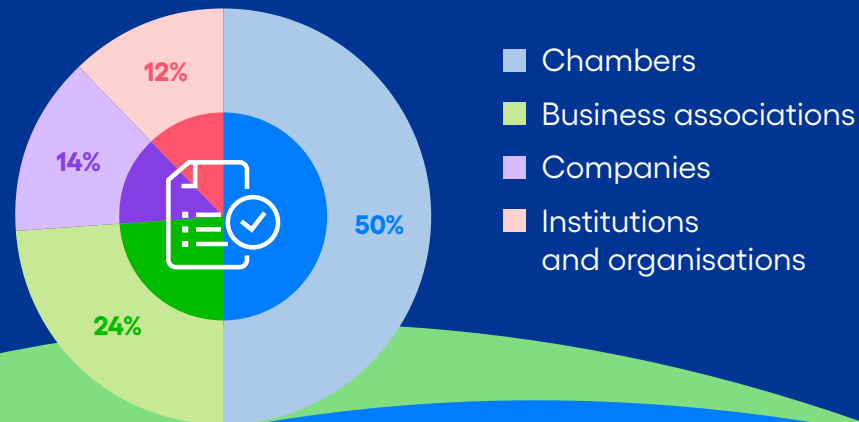 12%
14%
50%
24%
Chambers
Business associations
Companies
Institutions
and organisations